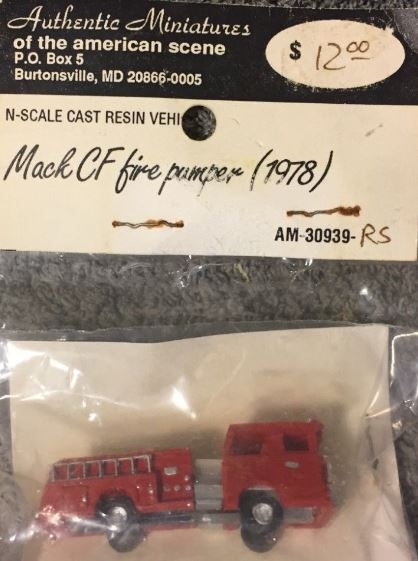 Authentic Miniatures
of the american scene
P.O. Box 5
Burtonsville, MD 20866-0005
$ 12.00
N-SCALE CAST RESIN VEHI
Mack CF fire pumper (1978)
AM-30939-RS